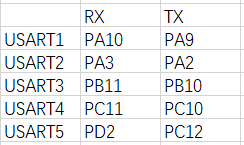 RX TX
USART1 PA10 PA9
USART2 PA3 PA2
USART3 PB11 PB10
USART4 PC11 PC10
USART5 PD2 PC12